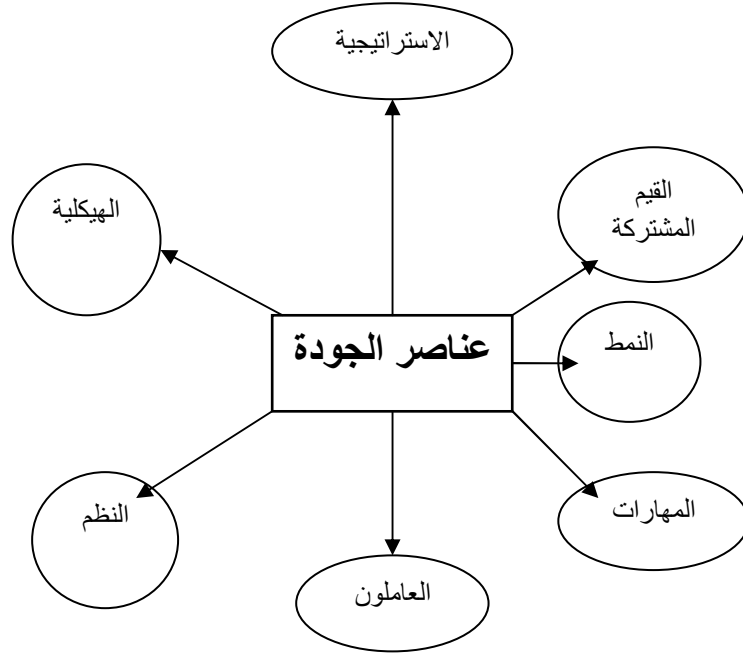 الاستراتيجية
القيم
المشتركة
الهيكلية
عناصر الجودة
النمط
المهارات
النظم
العاملون